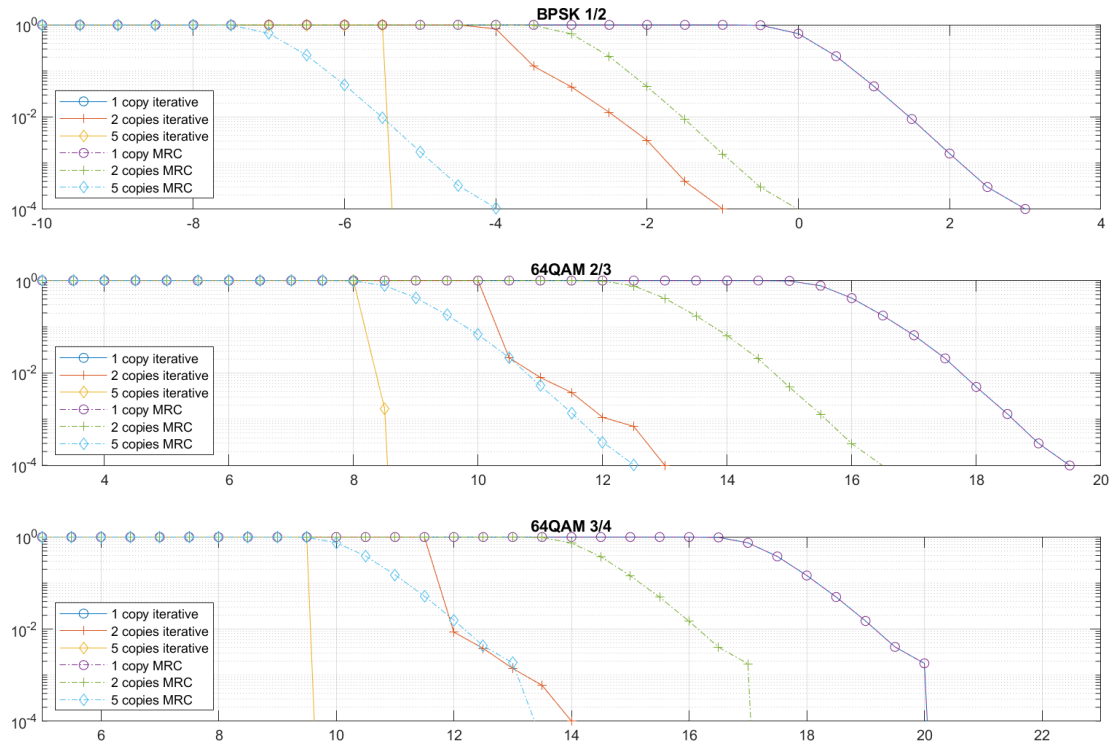 BPSK 1/2
10^0
10^-2
10^-4
1 copy iterative
2 copies iterative
5 copies iterative
1 copy MRC
2 copies MRC
5 copies MRC
-10 -8 -6 -4 -2 0 2 4
64QAM 2/3
10^0
10^-2
10^-4
1 copy iterative
2 copies iterative
5 copies iterative
1 copy MRC
2 copies MRC
5 copies MRC
4 6 8 10 12 14 16 18 20
64QAM 3/4
10^0
10^-2
10^-4
1 copy iterative
2 copies iterative
5 copies iterative
1 copy MRC
2 copies MRC
5 copies MRC
6 8 10 12 14 16 18 20 22